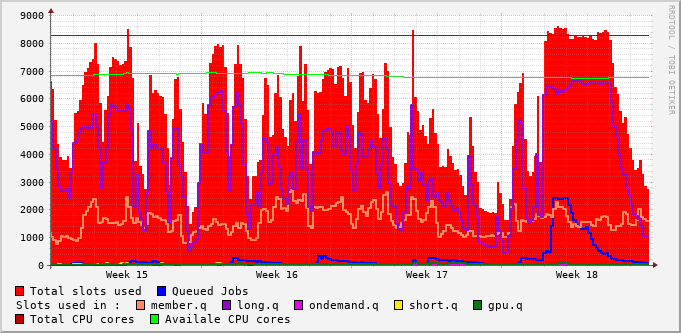 9000
8000
7000
6000
5000
4000
3000
2000
1000
0
Week 15 Week 16 Week 17 Week 18
Total slots used Queued Jobs
Slots used in : member.q long.q ondemand.q short.q gpu.q
Total CPU cores Availale CPU cores
RRDTOOL / TOBI OETIKER